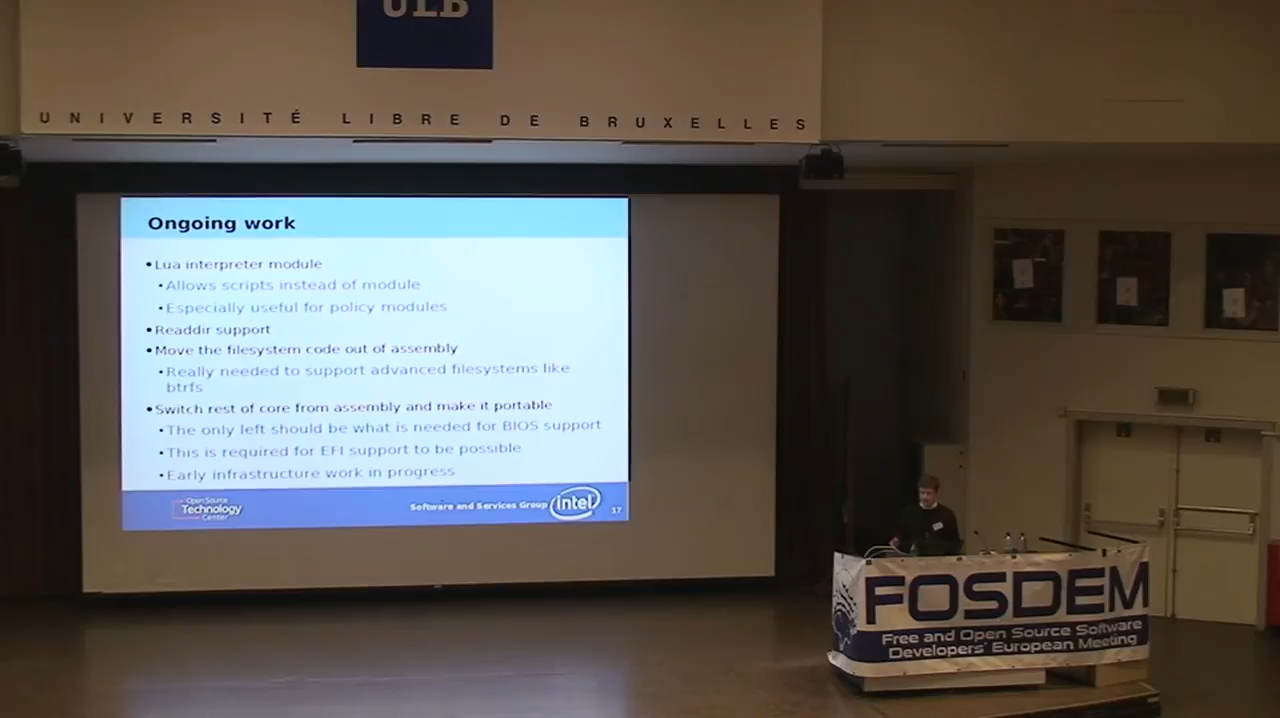 ULB
UNIVERSITÉ LIBRE DE BRUXELLES
Ongoing work
•Lua interpreter module
•Allows scripts instead of module
•Especially useful for policy modules
•Readdir support
•Move the filesystem code out of assembly
•Really needed to support advanced filesystems like
btrfs
•Switch rest of core from assembly and make it portable
•The only left should be what is needed for BIOS support
•This is required for EFI support to be possible
•Early infrastructure work in progress
Open Source
Technology
Center
Software and Services Group
intel
17
FOSDEM
Free and Open Source Software
Developers' European Meeting